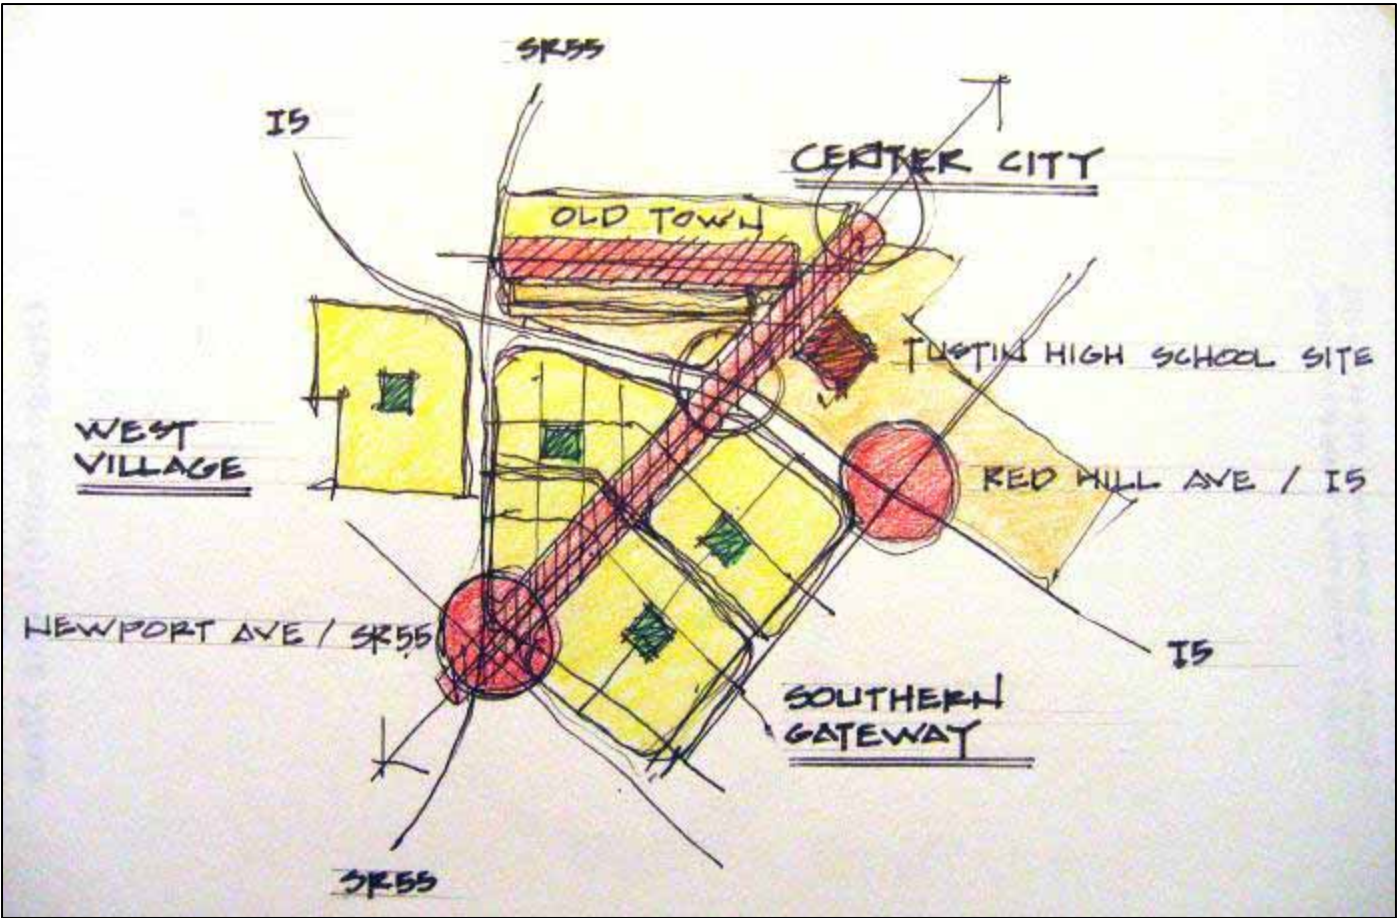 SR55
I5
CENTER CITY
OLD TOWN
TUSTIN HIGH SCHOOL SITE
WEST
VILLAGE
RED HILL AVE / I5
NEWPORT AVE / SR55
I5
SOUTHERN
GATEWAY
SR55